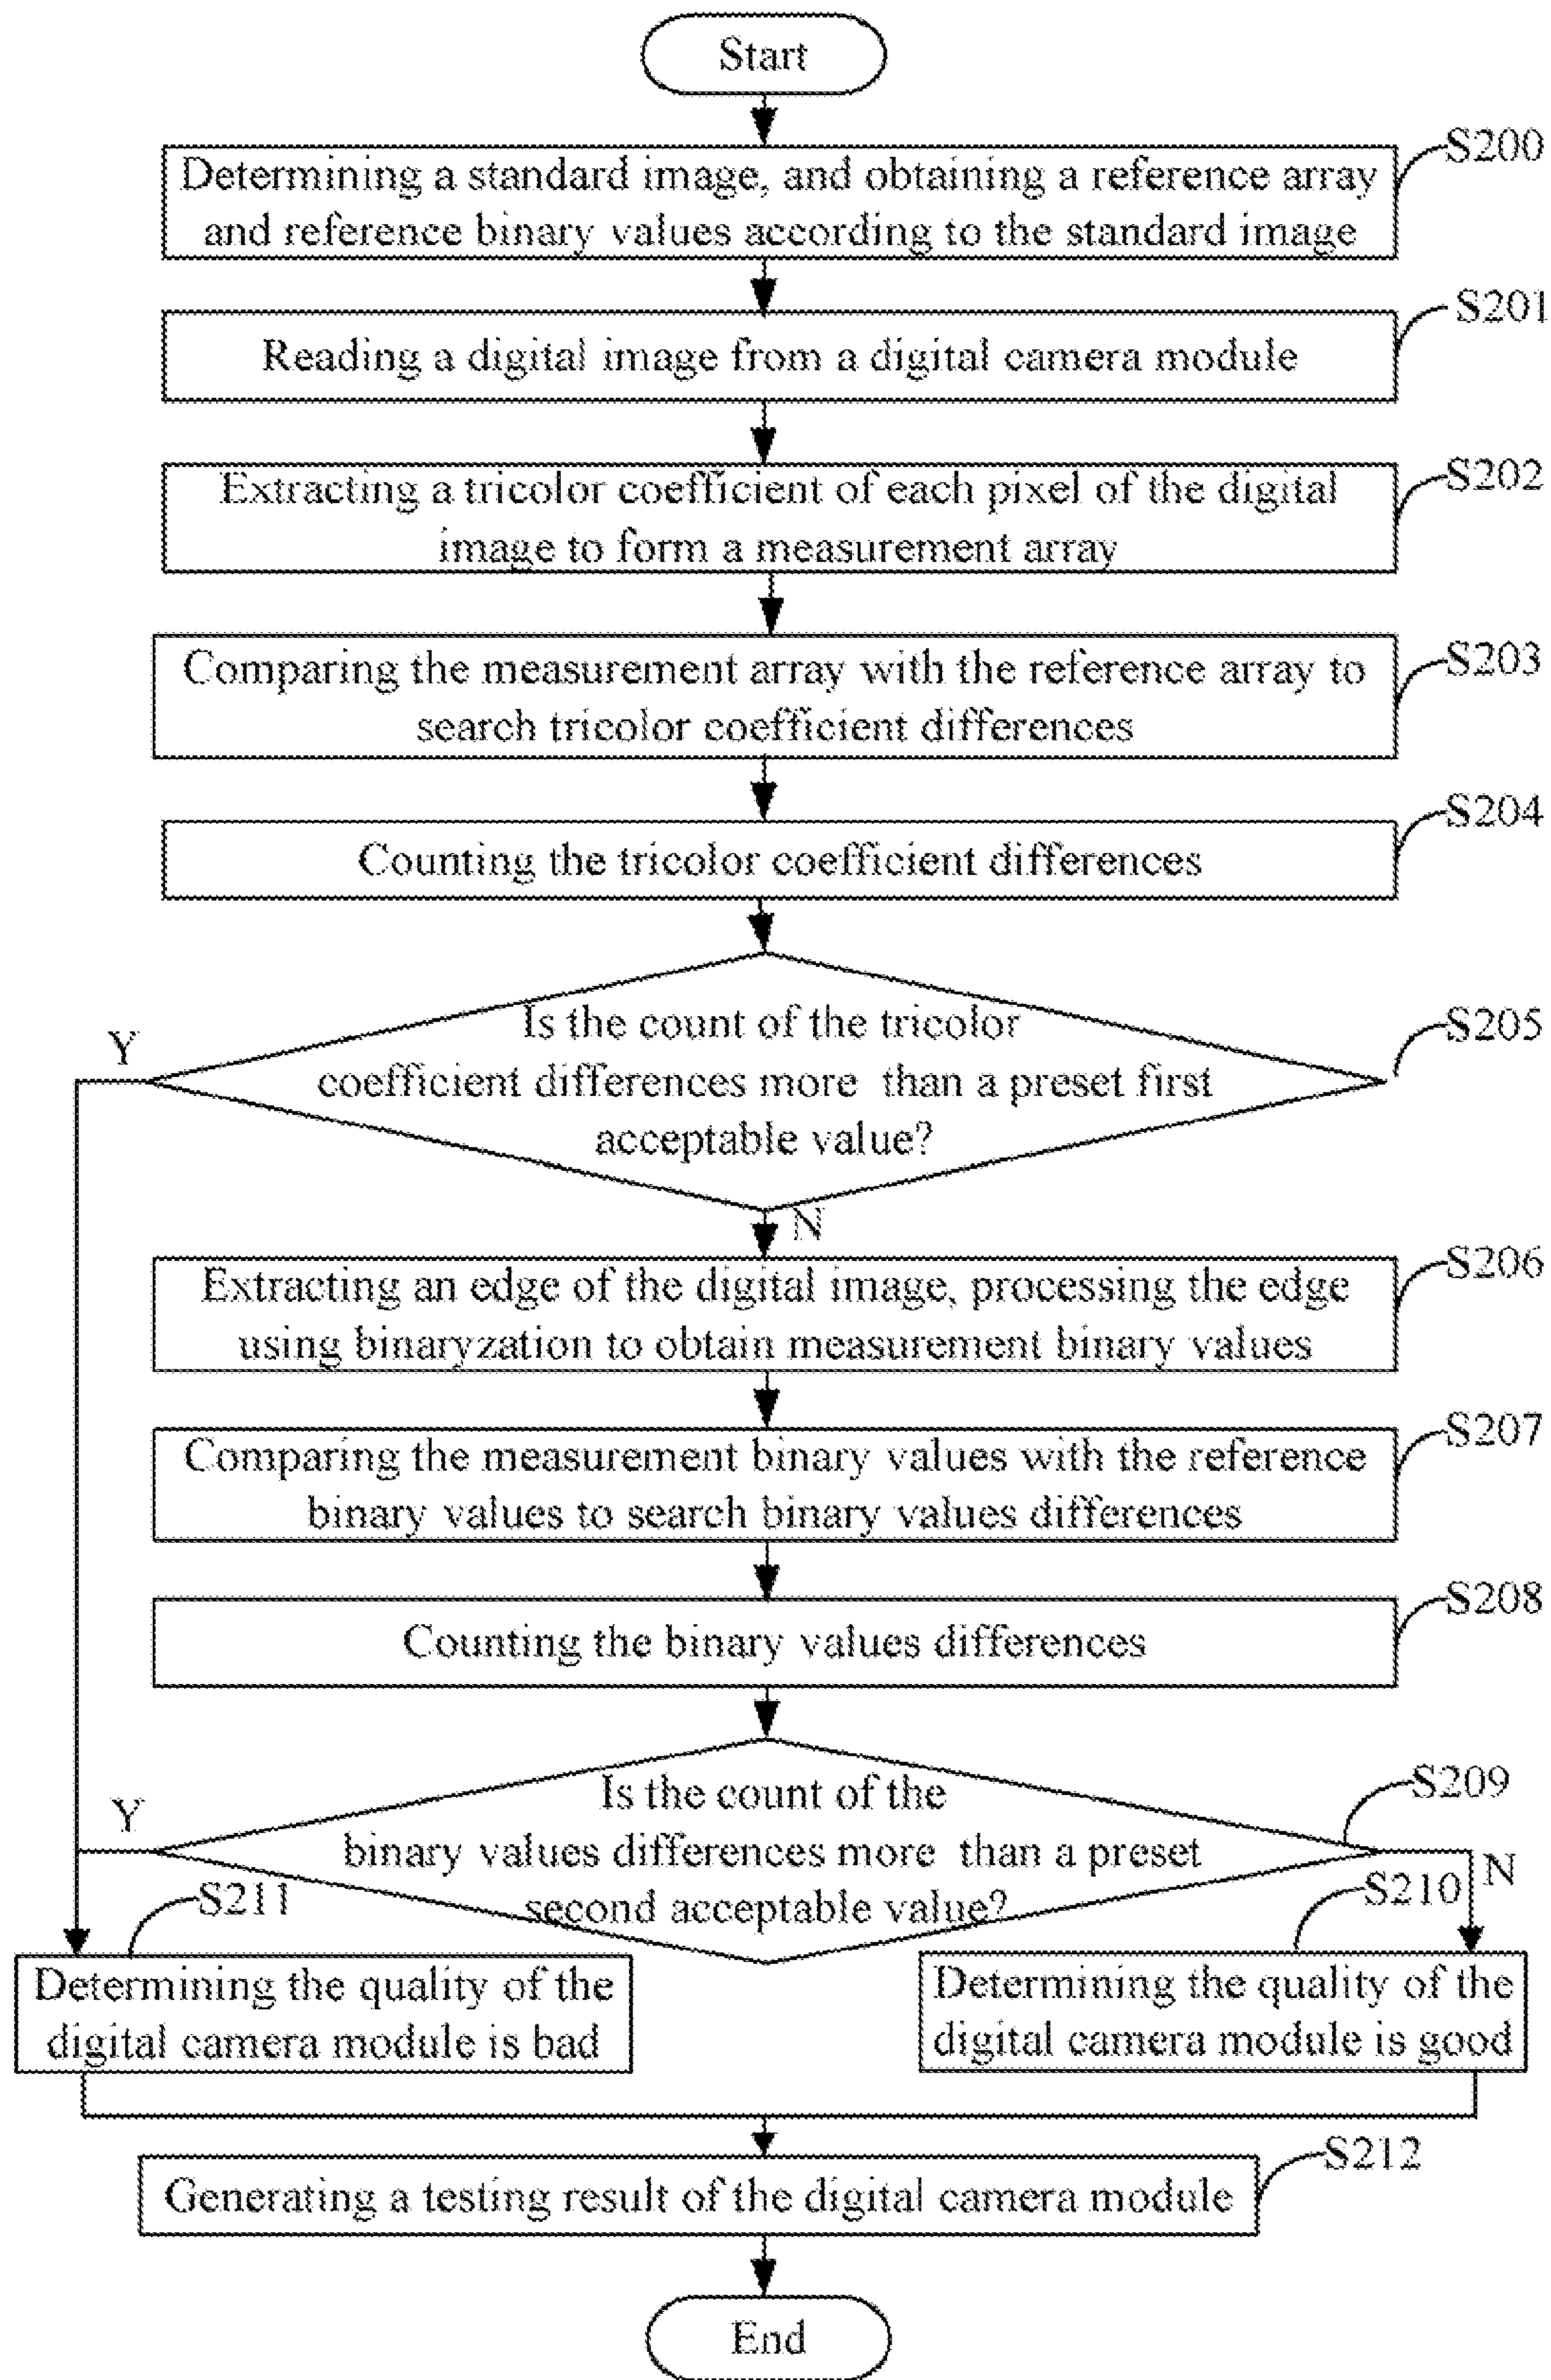 Start
S200
Determining a standard image, and obtaining a reference array
and reference binary values according to the standard image
S201
Reading a digital image from a digital camera module
S202
Extracting a tricolor coefficient of each pixel of the digital
image to form a measurement array
S203
Comparing the measurement array with the reference array to
search tricolor coefficient differences
S204
Counting the tricolor coefficient differences
S205
Y
Is the count of the tricolor
coefficient differences more than a preset first
acceptable value?
N
S206
Extracting an edge of the digital image, processing the edge
using binaryzation to obtain measurement binary values
S207
Comparing the measurement binary values with the reference
binary values to search binary values differences
S208
Counting the binary values differences
S209
Y
Is the count of the
binary values differences more than a preset
second acceptable value?
N
S211
S210
Determining the quality of the
digital camera module is bad
Determining the quality of the
digital camera module is good
S212
Generating a testing result of the digital camera module
End